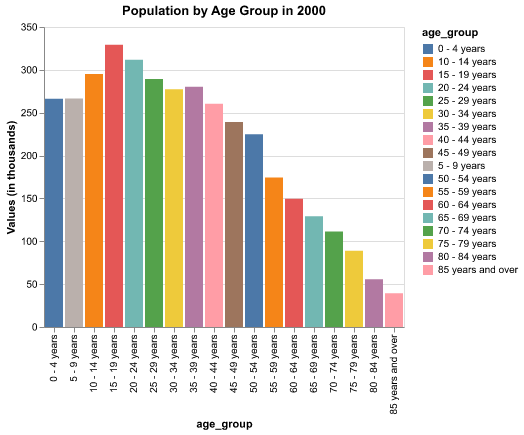 Population by Age Group in 2000
350
300
250
200
150
100
50
0
Values (in thousands)
0 - 4 years
5 - 9 years
10 - 14 years
15 - 19 years
20 - 24 years
25 - 29 years
30 - 34 years
35 - 39 years
40 - 44 years
45 - 49 years
50 - 54 years
55 - 59 years
60 - 64 years
65 - 69 years
70 - 74 years
75 - 79 years
80 - 84 years
85 years and over
age_group
age_group
0 - 4 years
10 - 14 years
15 - 19 years
20 - 24 years
25 - 29 years
30 - 34 years
35 - 39 years
40 - 44 years
45 - 49 years
5 - 9 years
50 - 54 years
55 - 59 years
60 - 64 years
65 - 69 years
70 - 74 years
75 - 79 years
80 - 84 years
85 years and over